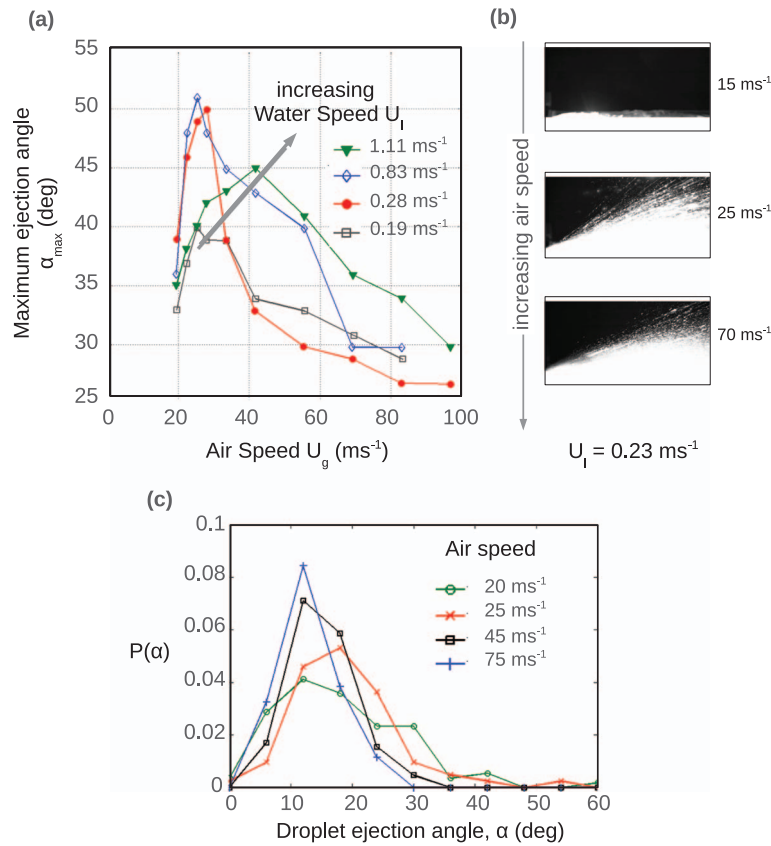 (a)
55
50
45
40
35
30
25
0
20
40
60
80
100
Maximum ejection angle
α_max (deg)
Air Speed U_g (ms⁻¹)
increasing
Water Speed U_l
1.11 ms⁻¹
0.83 ms⁻¹
0.28 ms⁻¹
0.19 ms⁻¹
(b)
increasing air speed
15 ms⁻¹
25 ms⁻¹
70 ms⁻¹
U_l = 0.23 ms⁻¹
(c)
0.1
0.08
0.06
0.04
0.02
0
P(α)
Air speed
20 ms⁻¹
25 ms⁻¹
45 ms⁻¹
75 ms⁻¹
0
10
20
30
40
50
60
Droplet ejection angle, α (deg)